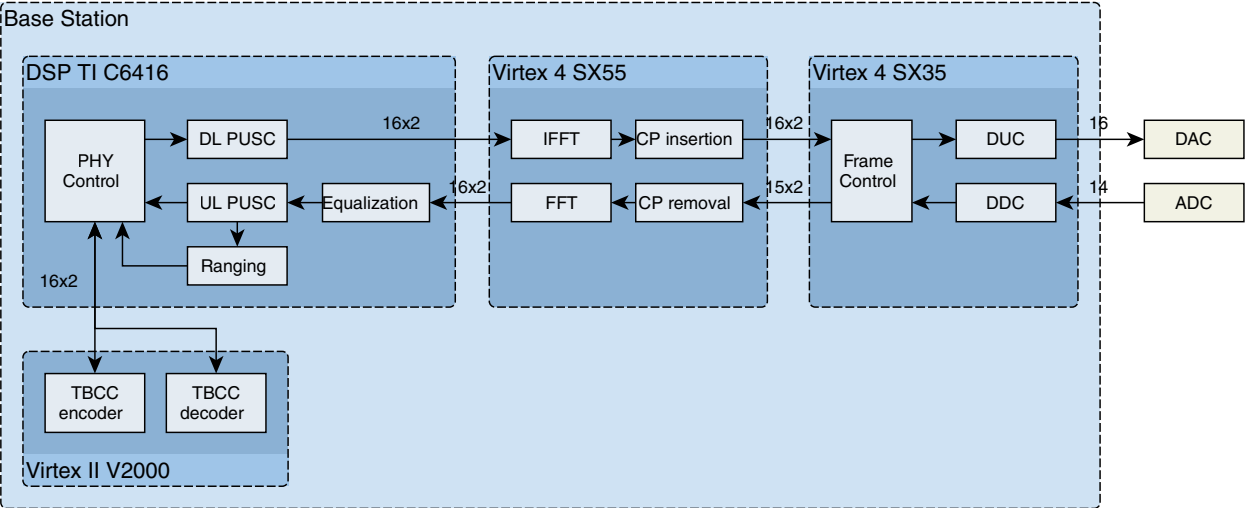 Base Station
DSP TI C6416
Virtex 4 SX55
Virtex 4 SX35
PHY
Control
DL PUSC
16x2
IFFT
CP insertion
16x2
Frame
Control
DUC
16
DAC
UL PUSC
Equalization
16x2
FFT
CP removal
15x2
DDC
14
ADC
Ranging
16x2
TBCC
encoder
TBCC
decoder
Virtex II V2000